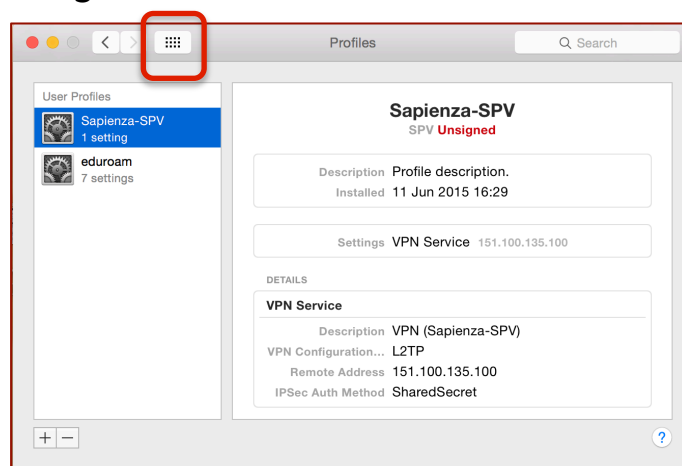 Profiles
Search
User Profiles
Sapienza-SPV
1 setting
eduroam
7 settings
Sapienza-SPV
SPV Unsigned
Description Profile description.
Installed 11 Jun 2015 16:29
Settings VPN Service 151.100.135.100
DETAILS
VPN Service
Description VPN (Sapienza-SPV)
VPN Configuration... L2TP
Remote Address 151.100.135.100
IPSec Auth Method SharedSecret
+ −
?